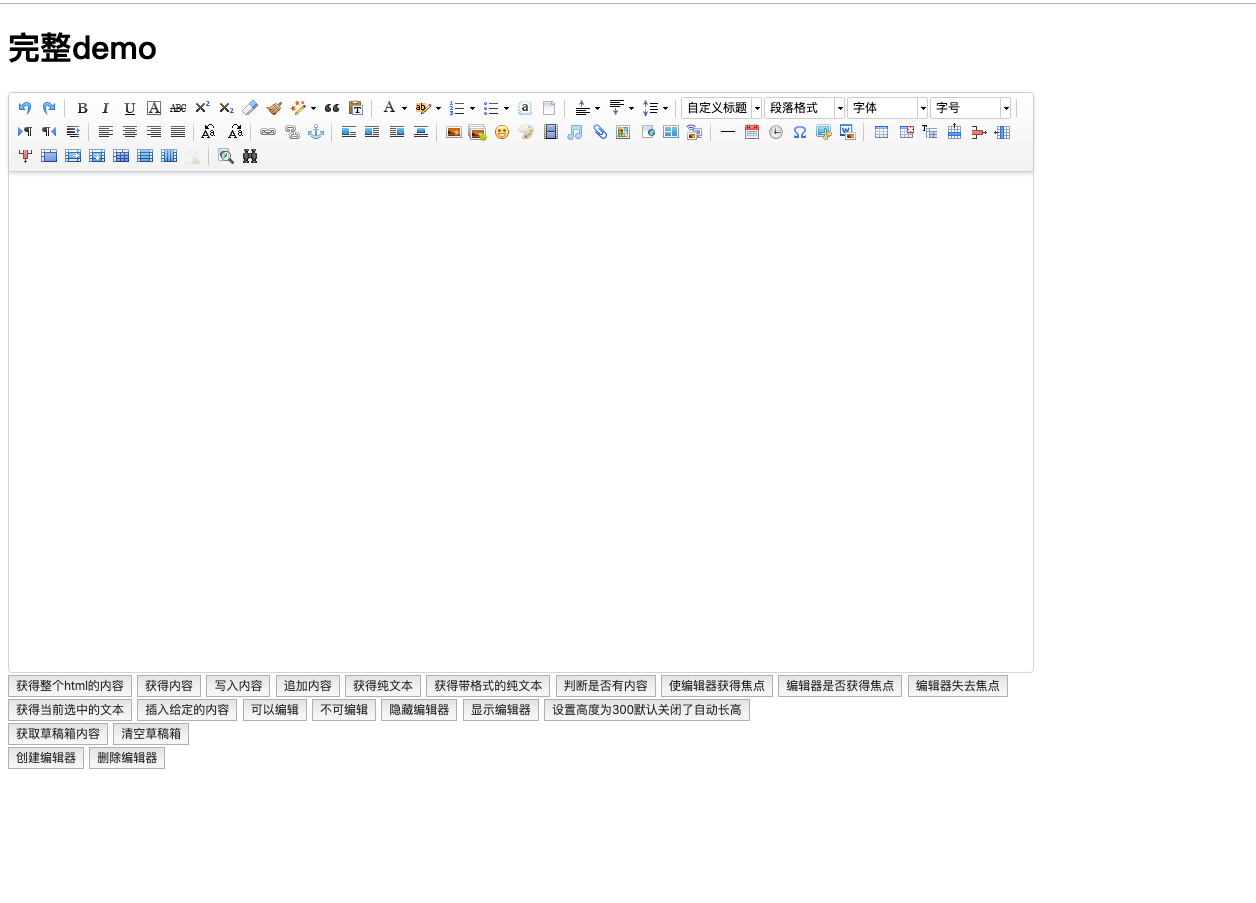 完整demo
B I U A ABC X² X₂ A ab a 自定义标题 段落格式 字体 字号
获得整个html的内容 获得内容 写入内容 追加内容 获得纯文本 获得带格式的纯文本 判断是否有内容 使编辑器获得焦点 编辑器是否获得焦点 编辑器失去焦点
获得当前选中的文本 插入给定的内容 可以编辑 不可编辑 隐藏编辑器 显示编辑器 设置高度为300默认关闭了自动长高
获取草稿箱内容 清空草稿箱
创建编辑器 删除编辑器